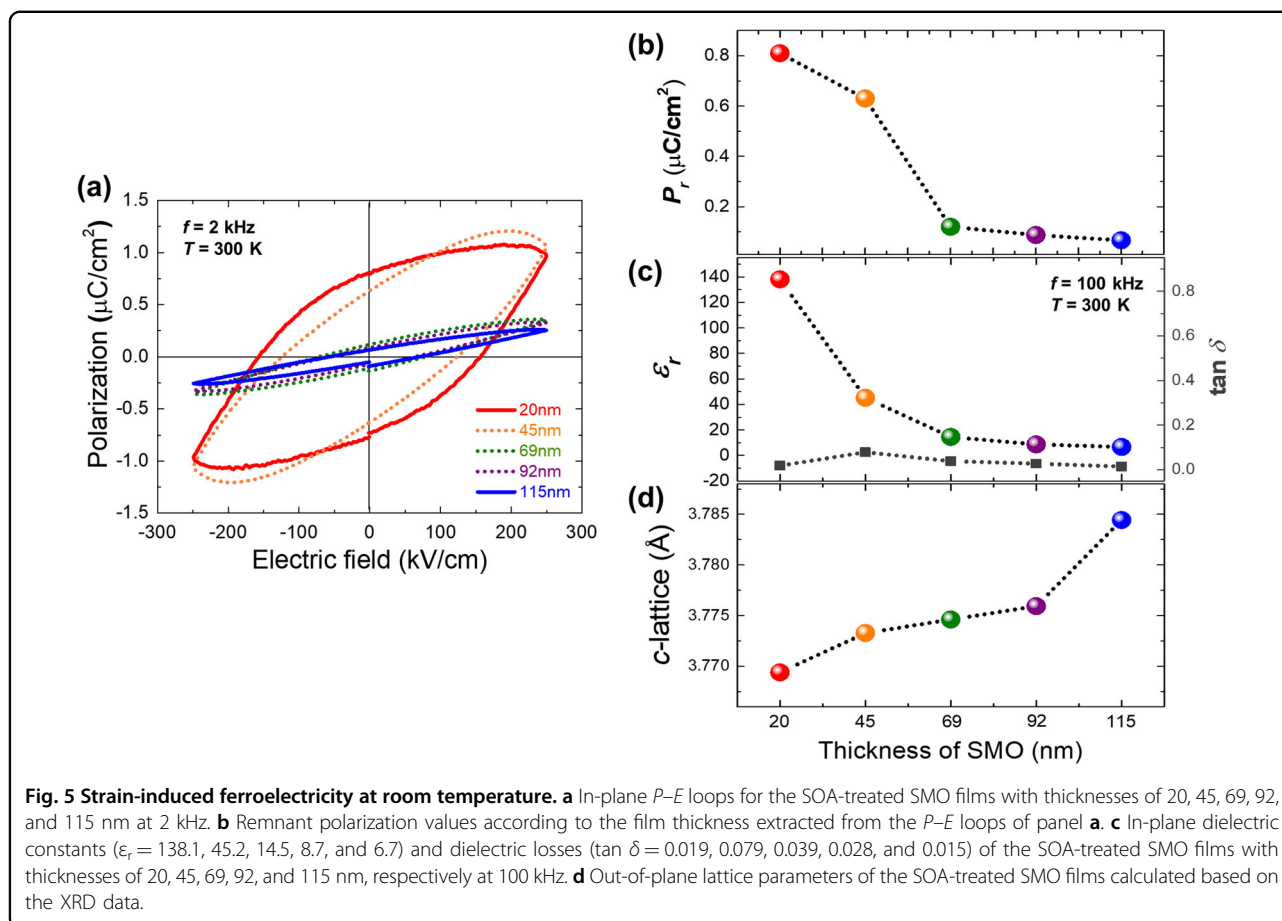 (a)
Polarization (μC/cm²)
1.5
1.0
0.5
0.0
-0.5
-1.0
-1.5
f = 2 kHz
T = 300 K
20nm
45nm
69nm
92nm
115nm
-300 -200 -100 0 100 200 300
Electric field (kV/cm)
(b)
P_r (μC/cm²)
0.8
0.6
0.4
0.2
(c)
ε_r
140
120
100
80
60
40
20
0
-20
f = 100 kHz
T = 300 K
0.8
0.6
0.4
0.2
0.0
tan δ
(d)
c-lattice (Å)
3.785
3.780
3.775
3.770
20 45 69 92 115
Thickness of SMO (nm)
Fig. 5 Strain-induced ferroelectricity at room temperature. a In-plane P–E loops for the SOA-treated SMO films with thicknesses of 20, 45, 69, 92,
and 115 nm at 2 kHz. b Remnant polarization values according to the film thickness extracted from the P–E loops of panel a. c In-plane dielectric
constants (εr = 138.1, 45.2, 14.5, 8.7, and 6.7) and dielectric losses (tan δ = 0.019, 0.079, 0.039, 0.028, and 0.015) of the SOA-treated SMO films with
thicknesses of 20, 45, 69, 92, and 115 nm, respectively at 100 kHz. d Out-of-plane lattice parameters of the SOA-treated SMO films calculated based on
the XRD data.